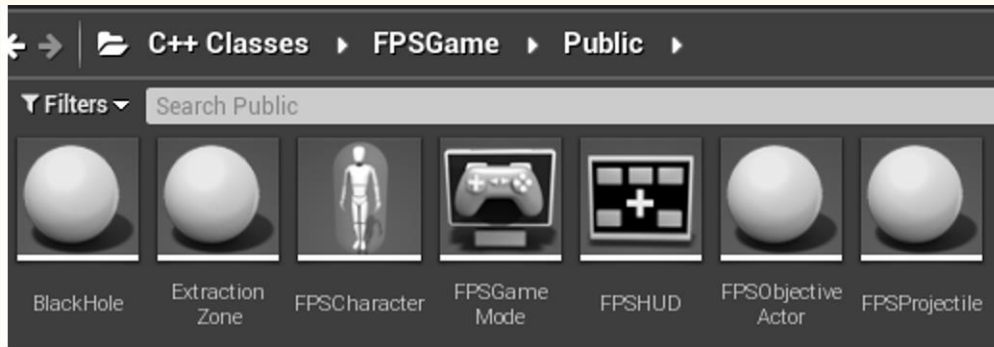 C++ Classes FPSGame Public
Filters Search Public
BlackHole Extraction FPSCharacter FPSGame FPSHUD FPSObjective FPSProjectile
Zone Mode Actor